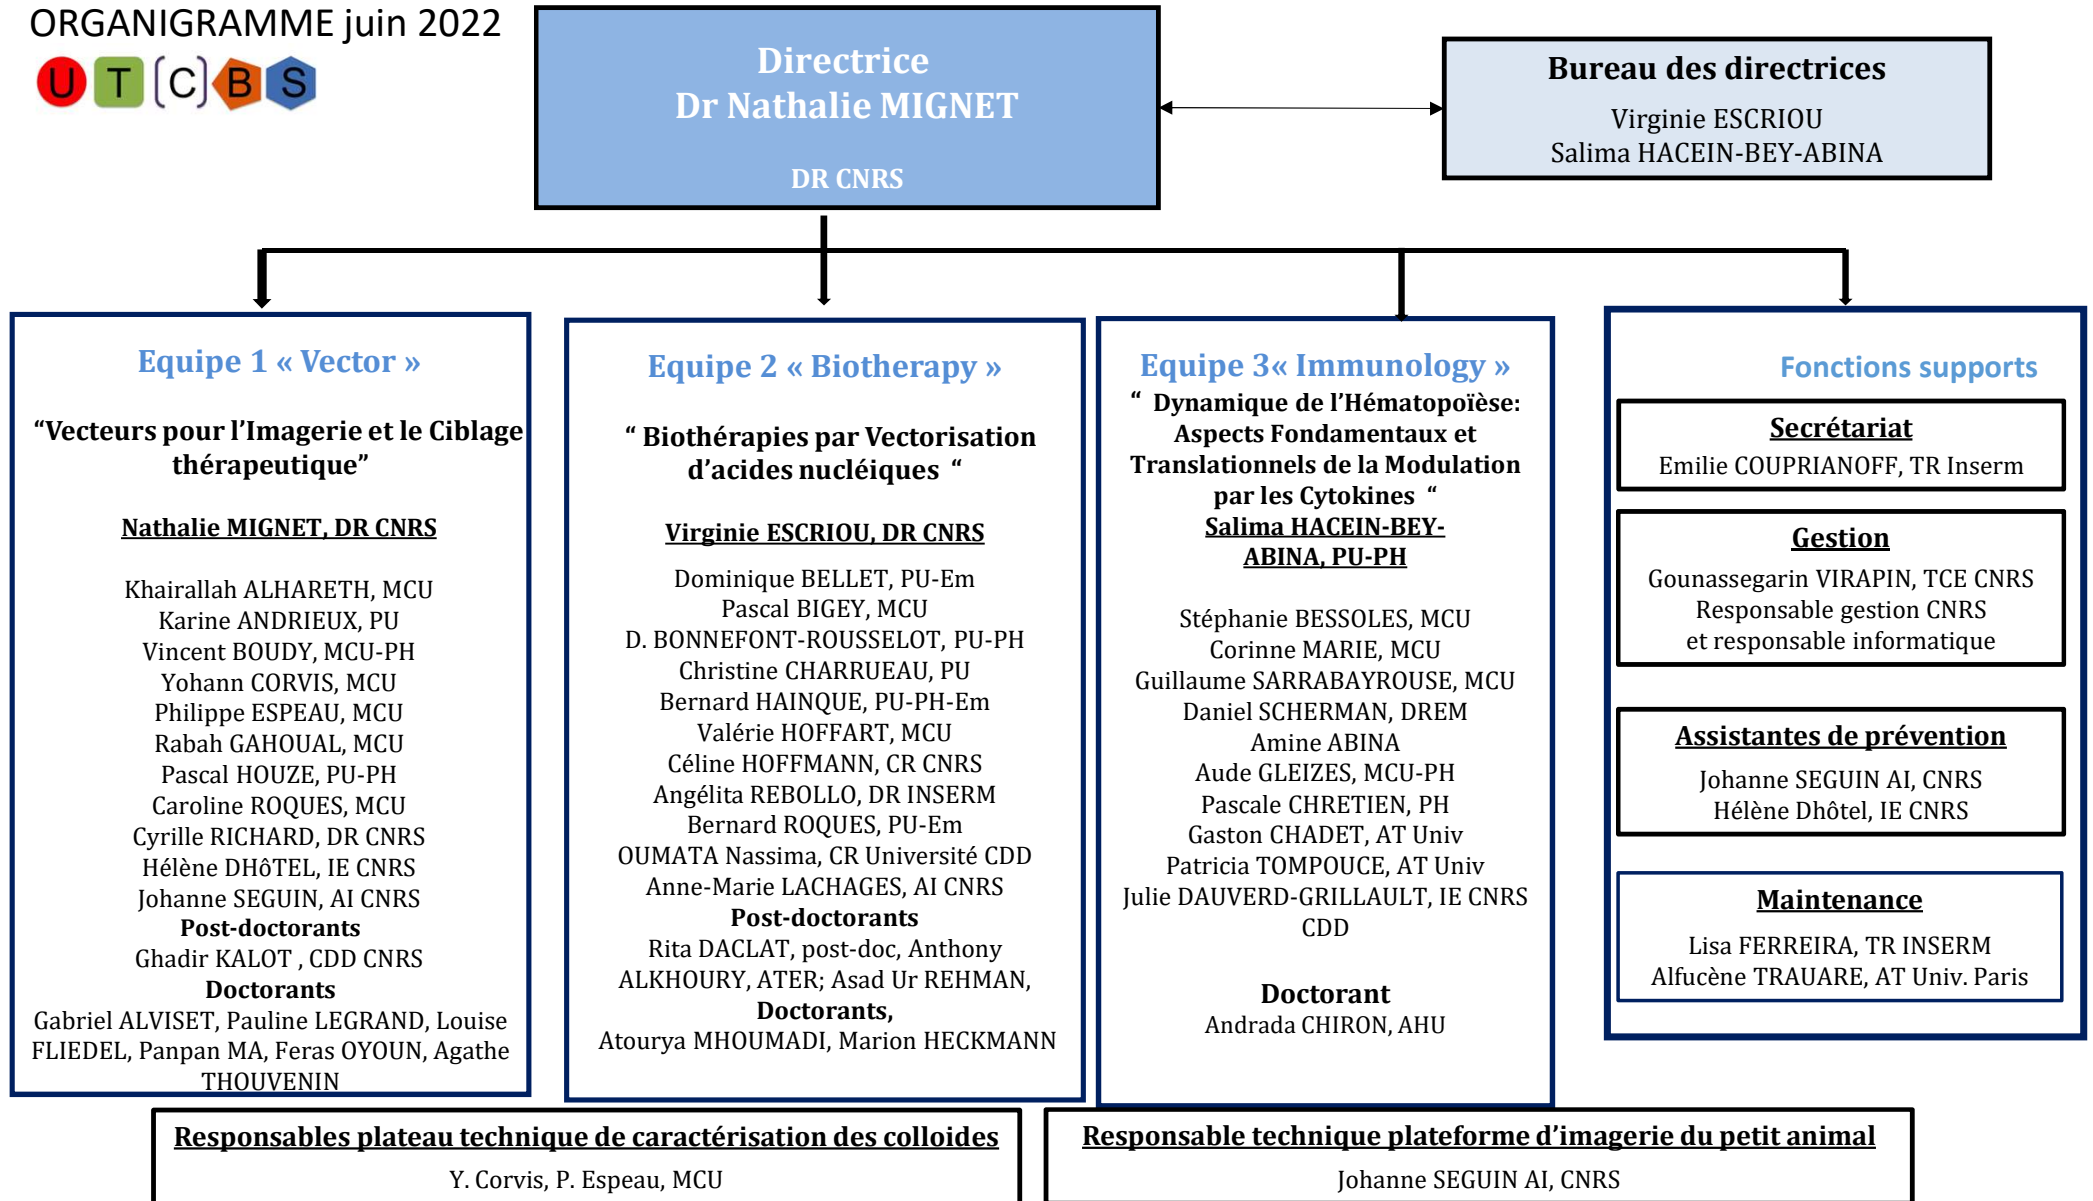 ORGANIGRAMME juin 2022
U T [C] B S
Directrice
Dr Nathalie MIGNET
DR CNRS
Bureau des directrices
Virginie ESCRIOU
Salima HACEIN-BEY-ABINA
Equipe 1 « Vector »
“Vecteurs pour l’Imagerie et le Ciblage
thérapeutique”
Nathalie MIGNET, DR CNRS
Khairallah ALHARETH, MCU
Karine ANDRIEUX, PU
Vincent BOUDY, MCU-PH
Yohann CORVIS, MCU
Philippe ESPEAU, MCU
Rabah GAHOUAL, MCU
Pascal HOUZE, PU-PH
Caroline ROQUES, MCU
Cyrille RICHARD, DR CNRS
Hélène DHôTEL, IE CNRS
Johanne SEGUIN, AI CNRS
Post-doctorants
Ghadir KALOT , CDD CNRS
Doctorants
Gabriel ALVISET, Pauline LEGRAND, Louise
FLIEDEL, Panpan MA, Feras OYOUN, Agathe
THOUVENIN
Equipe 2 « Biotherapy »
“ Biothérapies par Vectorisation
d’acides nucléiques “
Virginie ESCRIOU, DR CNRS
Dominique BELLET, PU-Em
Pascal BIGEY, MCU
D. BONNEFONT-ROUSSELOT, PU-PH
Christine CHARRUEAU, PU
Bernard HAINQUE, PU-PH-Em
Valérie HOFFART, MCU
Céline HOFFMANN, CR CNRS
Angélita REBOLLO, DR INSERM
Bernard ROQUES, PU-Em
OUMATA Nassima, CR Université CDD
Anne-Marie LACHAGES, AI CNRS
Post-doctorants
Rita DACLAT, post-doc, Anthony
ALKHOURY, ATER; Asad Ur REHMAN,
Doctorants,
Atourya MHOUMADI, Marion HECKMANN
Equipe 3« Immunology »
“ Dynamique de l’Hématopoïèse:
Aspects Fondamentaux et
Translationnels de la Modulation
par les Cytokines “
Salima HACEIN-BEY-
ABINA, PU-PH
Stéphanie BESSOLES, MCU
Corinne MARIE, MCU
Guillaume SARRABAYROUSE, MCU
Daniel SCHERMAN, DREM
Amine ABINA
Aude GLEIZES, MCU-PH
Pascale CHRETIEN, PH
Gaston CHADET, AT Univ
Patricia TOMPOUCE, AT Univ
Julie DAUVERD-GRILLAULT, IE CNRS
CDD
Doctorant
Andrada CHIRON, AHU
Fonctions supports
Secrétariat
Emilie COUPRIANOFF, TR Inserm
Gestion
Gounassegarin VIRAPIN, TCE CNRS
Responsable gestion CNRS
et responsable informatique
Assistantes de prévention
Johanne SEGUIN AI, CNRS
Hélène Dhôtel, IE CNRS
Maintenance
Lisa FERREIRA, TR INSERM
Alfucène TRAUARE, AT Univ. Paris
Responsables plateau technique de caractérisation des colloides
Y. Corvis, P. Espeau, MCU
Responsable technique plateforme d’imagerie du petit animal
Johanne SEGUIN AI, CNRS